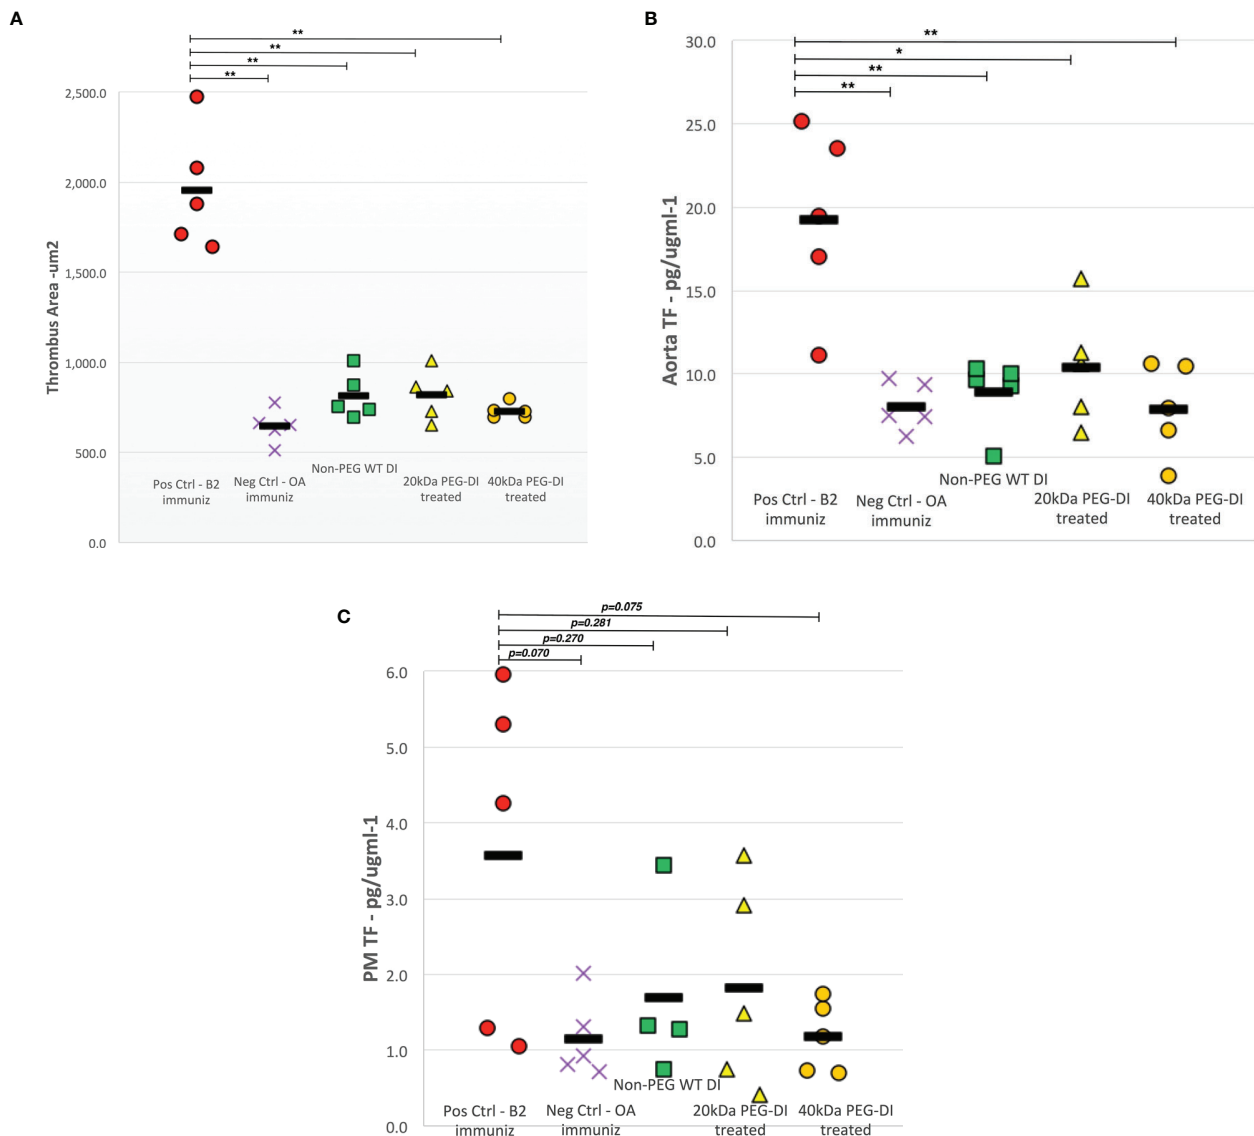 A
**
**
**
**
2,500.0
2,000.0
1,500.0
1,000.0
500.0
0.0
Thrombus Area -um2
Pos Ctrl - B2
immuniz
Neg Ctrl - OA
immuniz
Non-PEG WT DI
20kDa PEG-DI
treated
40kDa PEG-DI
treated
B
**
*
**
**
30.0
25.0
20.0
15.0
10.0
5.0
0.0
Aorta TF - pg/ugml-1
Pos Ctrl - B2
immuniz
Neg Ctrl - OA
immuniz
Non-PEG WT DI
20kDa PEG-DI
treated
40kDa PEG-DI
treated
C
p=0.075
p=0.281
p=0.270
p=0.070
6.0
5.0
4.0
3.0
2.0
1.0
0.0
PM TF - pg/ugml-1
Pos Ctrl - B2
immuniz
Neg Ctrl - OA
immuniz
Non-PEG WT DI
20kDa PEG-DI
treated
40kDa PEG-DI
treated